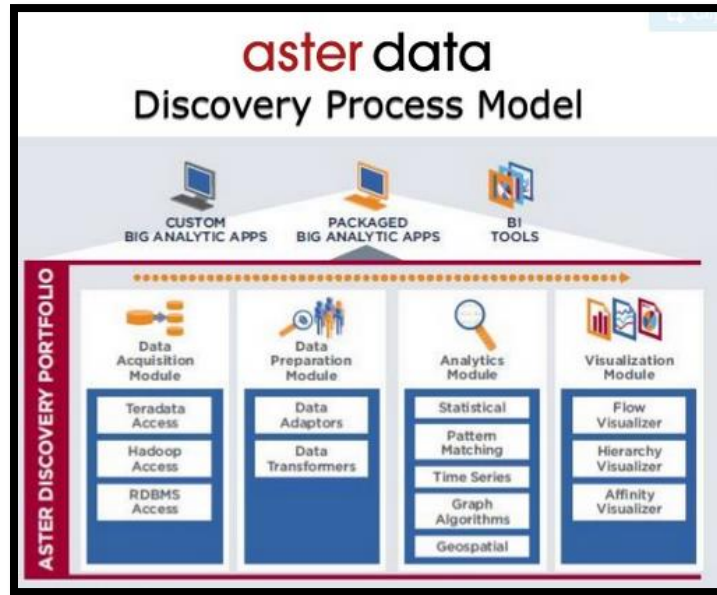 aster data
Discovery Process Model
CUSTOM
BIG ANALYTIC APPS
PACKAGED
BIG ANALYTIC APPS
BI
TOOLS
ASTER DISCOVERY PORTFOLIO
Data
Acquisition
Module
Teradata
Access
Hadoop
Access
RDBMS
Access
Data
Preparation
Module
Data
Adaptors
Data
Transformers
Analytics
Module
Statistical
Pattern
Matching
Time Series
Graph
Algorithms
Geospatial
Visualization
Module
Flow
Visualizer
Hierarchy
Visualizer
Affinity
Visualizer